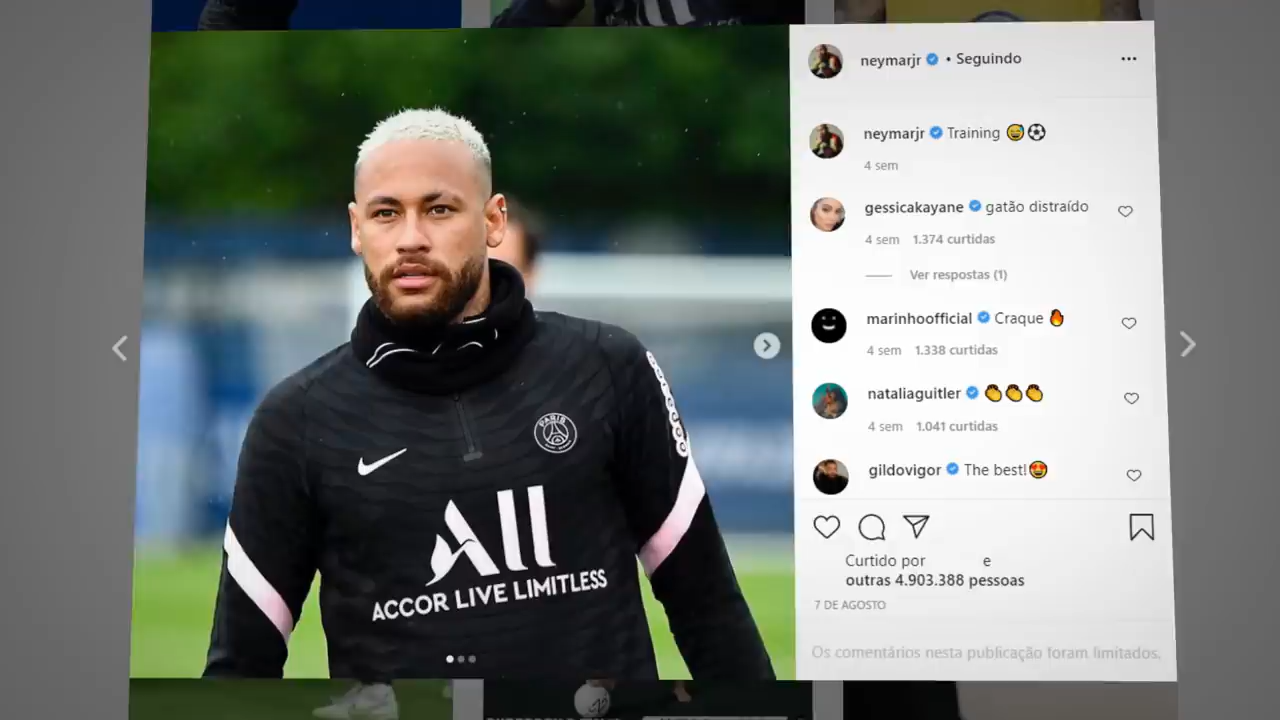 neymarjr • Seguindo
neymarjr Training 😅⚽
4 sem
gessicakayane gatão distraído
4 sem 1.374 curtidas
Ver respostas (1)
marinhoofficial Craque 🔥
4 sem 1.338 curtidas
nataliaguitler 👏👏👏
4 sem 1.041 curtidas
gildovigor The best!😍
Curtido por e
outras 4.903.388 pessoas
7 DE AGOSTO
Os comentários nesta publicação foram limitados.
PARIS
ALL
ACCOR LIVE LIMITLESS